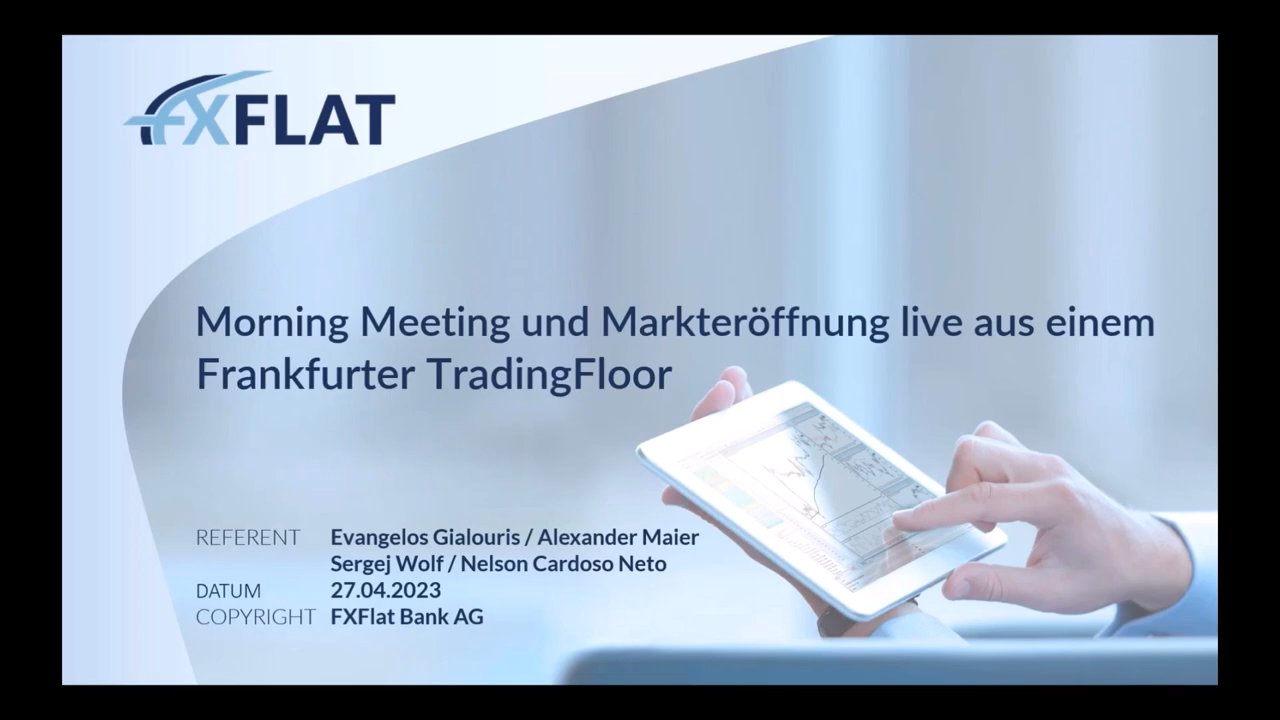 FXFLAT
Morning Meeting und Markteröffnung live aus einem
Frankfurter TradingFloor
REFERENT Evangelos Gialouris / Alexander Maier
Sergej Wolf / Nelson Cardoso Neto
DATUM 27.04.2023
COPYRIGHT FXFlat Bank AG